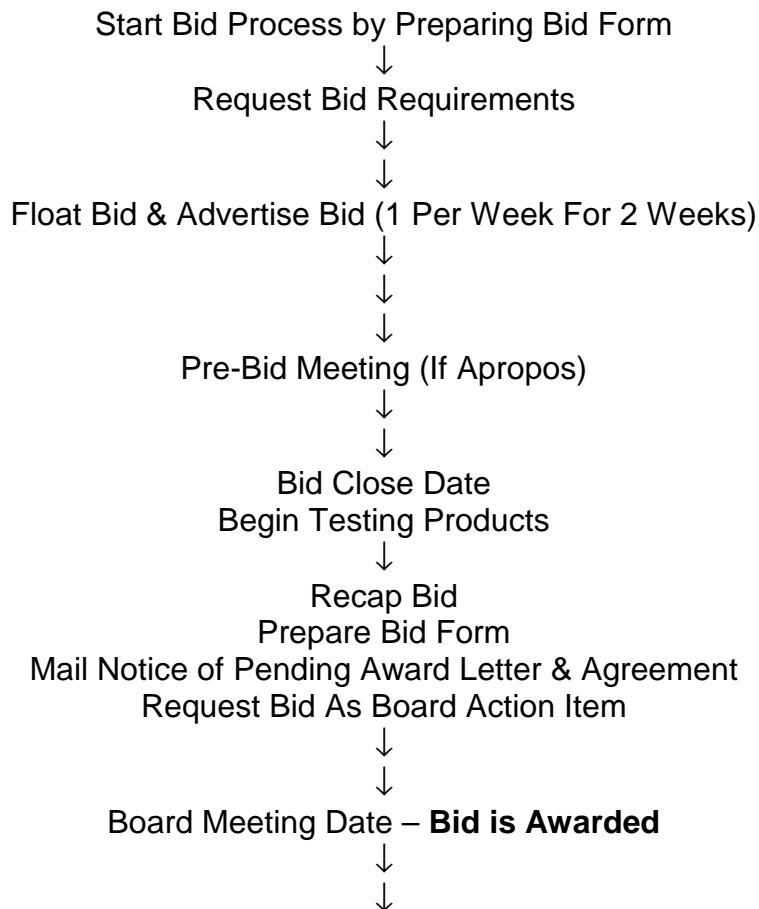 Start Bid Process by Preparing Bid Form
↓
Request Bid Requirements
↓
↓
Float Bid & Advertise Bid (1 Per Week For 2 Weeks)
↓
↓
↓
Pre-Bid Meeting (If Apropos)
↓
↓
Bid Close Date
Begin Testing Products
↓
Recap Bid
Prepare Bid Form
Mail Notice of Pending Award Letter & Agreement
Request Bid As Board Action Item
↓
↓
Board Meeting Date – Bid is Awarded
↓
↓